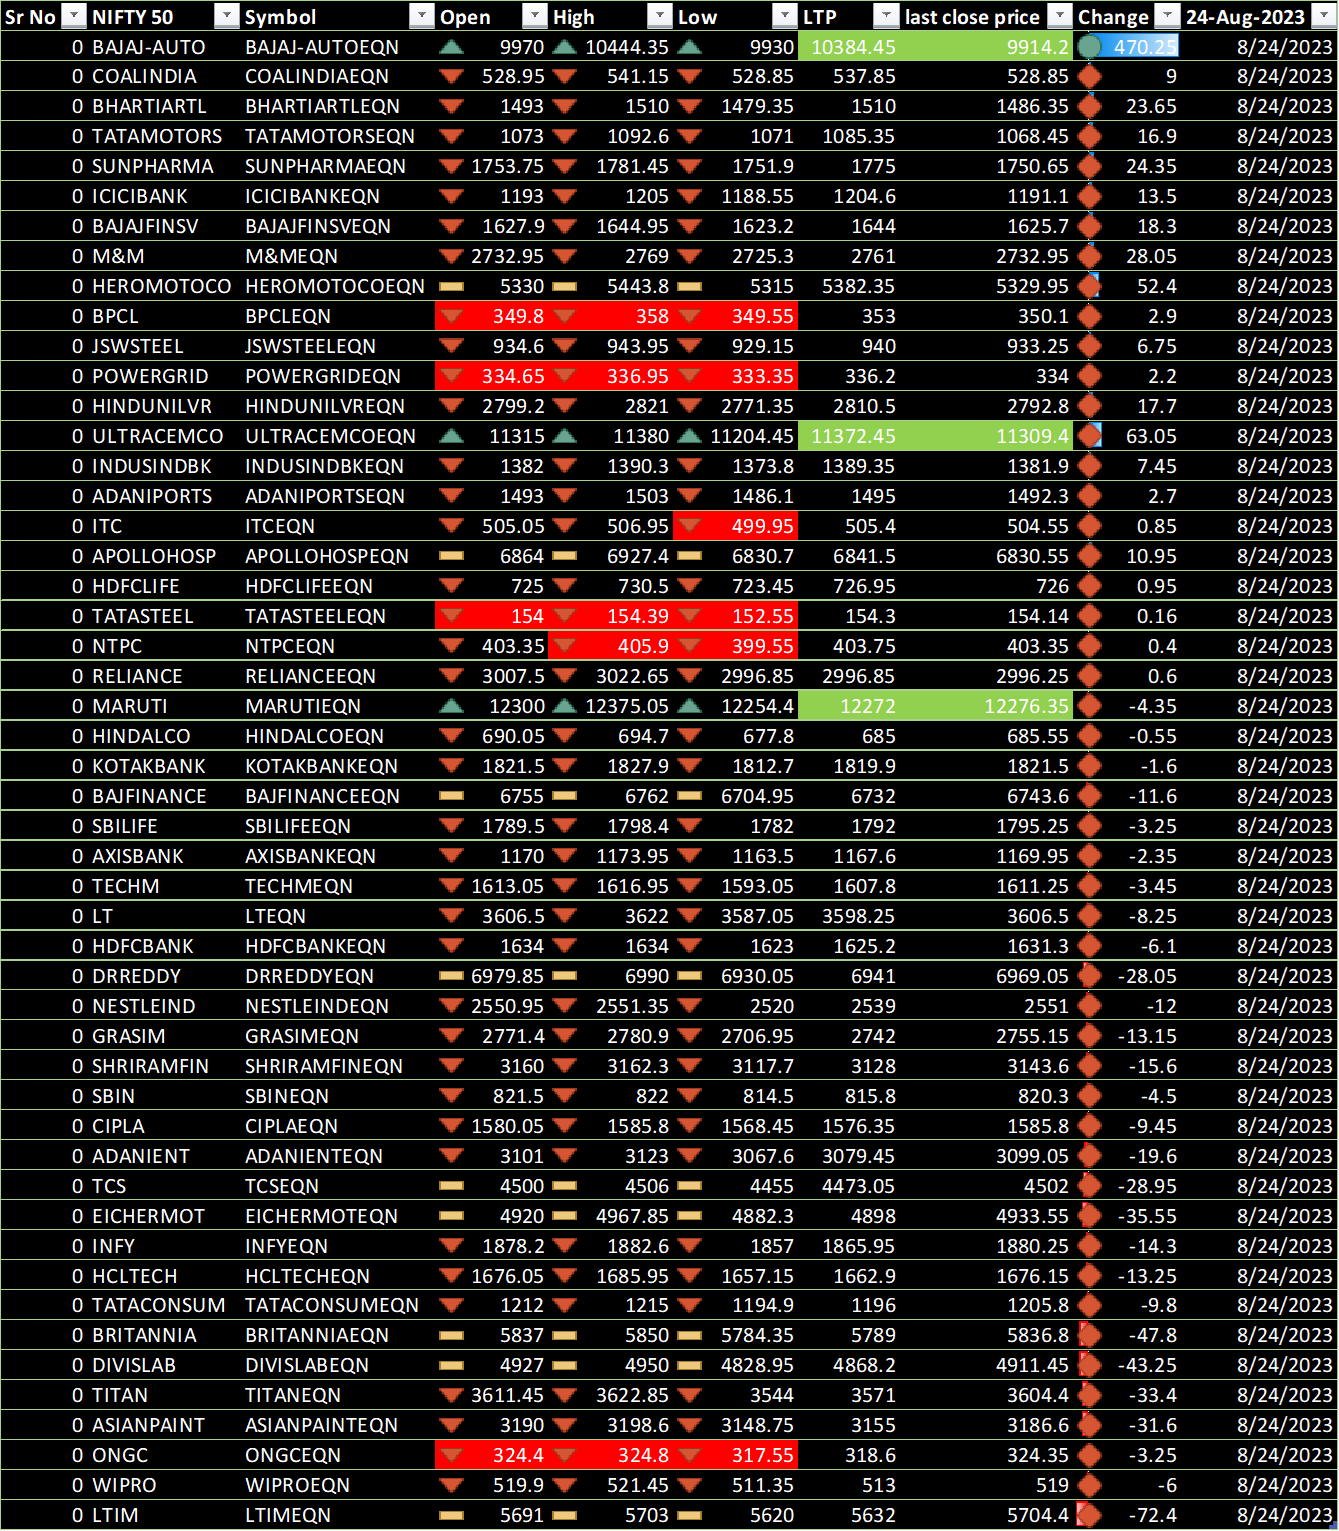 Sr No NIFTY 50 Symbol Open High Low LTP last close price Change 24-Aug-2023
0 BAJAJ-AUTO BAJAJ-AUTOEQN 9970 10444.35 9930 10384.45 9914.2 470.25 8/24/2023
0 COALINDIA COALINDIAEQN 528.95 541.15 528.85 537.85 528.85 9 8/24/2023
0 BHARTIARTL BHARTIARTLEQN 1493 1510 1479.35 1510 1486.35 23.65 8/24/2023
0 TATAMOTORS TATAMOTORSEQN 1073 1092.6 1071 1085.35 1068.45 16.9 8/24/2023
0 SUNPHARMA SUNPHARMAEQN 1753.75 1781.45 1751.9 1775 1750.65 24.35 8/24/2023
0 ICICIBANK ICICIBANKEQN 1193 1205 1188.55 1204.6 1191.1 13.5 8/24/2023
0 BAJAJFINSV BAJAJFINSVEQN 1627.9 1644.95 1623.2 1644 1625.7 18.3 8/24/2023
0 M&M M&MEQN 2732.95 2769 2725.3 2761 2732.95 28.05 8/24/2023
0 HEROMOTOCO HEROMOTOCOEQN 5330 5443.8 5315 5382.35 5329.95 52.4 8/24/2023
0 BPCL BPCLEQN 349.8 358 349.55 353 350.1 2.9 8/24/2023
0 JSWSTEEL JSWSTEELEQN 934.6 943.95 929.15 940 933.25 6.75 8/24/2023
0 POWERGRID POWERGRIDEQN 334.65 336.95 333.35 336.2 334 2.2 8/24/2023
0 HINDUNILVR HINDUNILVREQN 2799.2 2821 2771.35 2810.5 2792.8 17.7 8/24/2023
0 ULTRACEMCO ULTRACEMCOEQN 11315 11380 11204.45 11372.45 11309.4 63.05 8/24/2023
0 INDUSINDBK INDUSINDBKEQN 1382 1390.3 1373.8 1389.35 1381.9 7.45 8/24/2023
0 ADANIPORTS ADANIPORTSEQN 1493 1503 1486.1 1495 1492.3 2.7 8/24/2023
0 ITC ITCEQN 505.05 506.95 499.95 505.4 504.55 0.85 8/24/2023
0 APOLLOHOSP APOLLOHOSPEQN 6864 6927.4 6830.7 6841.5 6830.55 10.95 8/24/2023
0 HDFCLIFE HDFCLIFEEQN 725 730.5 723.45 726.95 726 0.95 8/24/2023
0 TATASTEEL TATASTEELEQN 154 154.39 152.55 154.3 154.14 0.16 8/24/2023
0 NTPC NTPCEQN 403.35 405.9 399.55 403.75 403.35 0.4 8/24/2023
0 RELIANCE RELIANCEEQN 3007.5 3022.65 2996.85 2996.85 2996.25 0.6 8/24/2023
0 MARUTI MARUTIEQN 12300 12375.05 12254.4 12272 12276.35 -4.35 8/24/2023
0 HINDALCO HINDALCOEQN 690.05 694.7 677.8 685 685.55 -0.55 8/24/2023
0 KOTAKBANK KOTAKBANKEQN 1821.5 1827.9 1812.7 1819.9 1821.5 -1.6 8/24/2023
0 BAJFINANCE BAJFINANCEEQN 6755 6762 6704.95 6732 6743.6 -11.6 8/24/2023
0 SBILIFE SBILIFEEQN 1789.5 1798.4 1782 1792 1795.25 -3.25 8/24/2023
0 AXISBANK AXISBANKEQN 1170 1173.95 1163.5 1167.6 1169.95 -2.35 8/24/2023
0 TECHM TECHMEQN 1613.05 1616.95 1593.05 1607.8 1611.25 -3.45 8/24/2023
0 LT LTEQN 3606.5 3622 3587.05 3598.25 3606.5 -8.25 8/24/2023
0 HDFCBANK HDFCBANKEQN 1634 1634 1623 1625.2 1631.3 -6.1 8/24/2023
0 DRREDDY DRREDDYEQN 6979.85 6990 6930.05 6941 6969.05 -28.05 8/24/2023
0 NESTLEIND NESTLEINDEQN 2550.95 2551.35 2520 2539 2551 -12 8/24/2023
0 GRASIM GRASIMEQN 2771.4 2780.9 2706.95 2742 2755.15 -13.15 8/24/2023
0 SHRIRAMFIN SHRIRAMFINEQN 3160 3162.3 3117.7 3128 3143.6 -15.6 8/24/2023
0 SBIN SBINEQN 821.5 822 814.5 815.8 820.3 -4.5 8/24/2023
0 CIPLA CIPLAEQN 1580.05 1585.8 1568.45 1576.35 1585.8 -9.45 8/24/2023
0 ADANIENT ADANIENTEQN 3101 3123 3067.6 3079.45 3099.05 -19.6 8/24/2023
0 TCS TCSEQN 4500 4506 4455 4473.05 4502 -28.95 8/24/2023
0 EICHERMOT EICHERMOTEQN 4920 4967.85 4882.3 4898 4933.55 -35.55 8/24/2023
0 INFY INFYEQN 1878.2 1882.6 1857 1865.95 1880.25 -14.3 8/24/2023
0 HCLTECH HCLTECHEQN 1676.05 1685.95 1657.15 1662.9 1676.15 -13.25 8/24/2023
0 TATACONSUM TATACONSUMEQN 1212 1215 1194.9 1196 1205.8 -9.8 8/24/2023
0 BRITANNIA BRITANNIAEQN 5837 5850 5784.35 5789 5836.8 -47.8 8/24/2023
0 DIVISLAB DIVISLABEQN 4927 4950 4828.95 4868.2 4911.45 -43.25 8/24/2023
0 TITAN TITANEQN 3611.45 3622.85 3544 3571 3604.4 -33.4 8/24/2023
0 ASIANPAINT ASIANPAINTEQN 3190 3198.6 3148.75 3155 3186.6 -31.6 8/24/2023
0 ONGC ONGCEQN 324.4 324.8 317.55 318.6 324.35 -3.25 8/24/2023
0 WIPRO WIPROEQN 519.9 521.45 511.35 513 519 -6 8/24/2023
0 LTIM LTIMEQN 5691 5703 5620 5632 5704.4 -72.4 8/24/2023